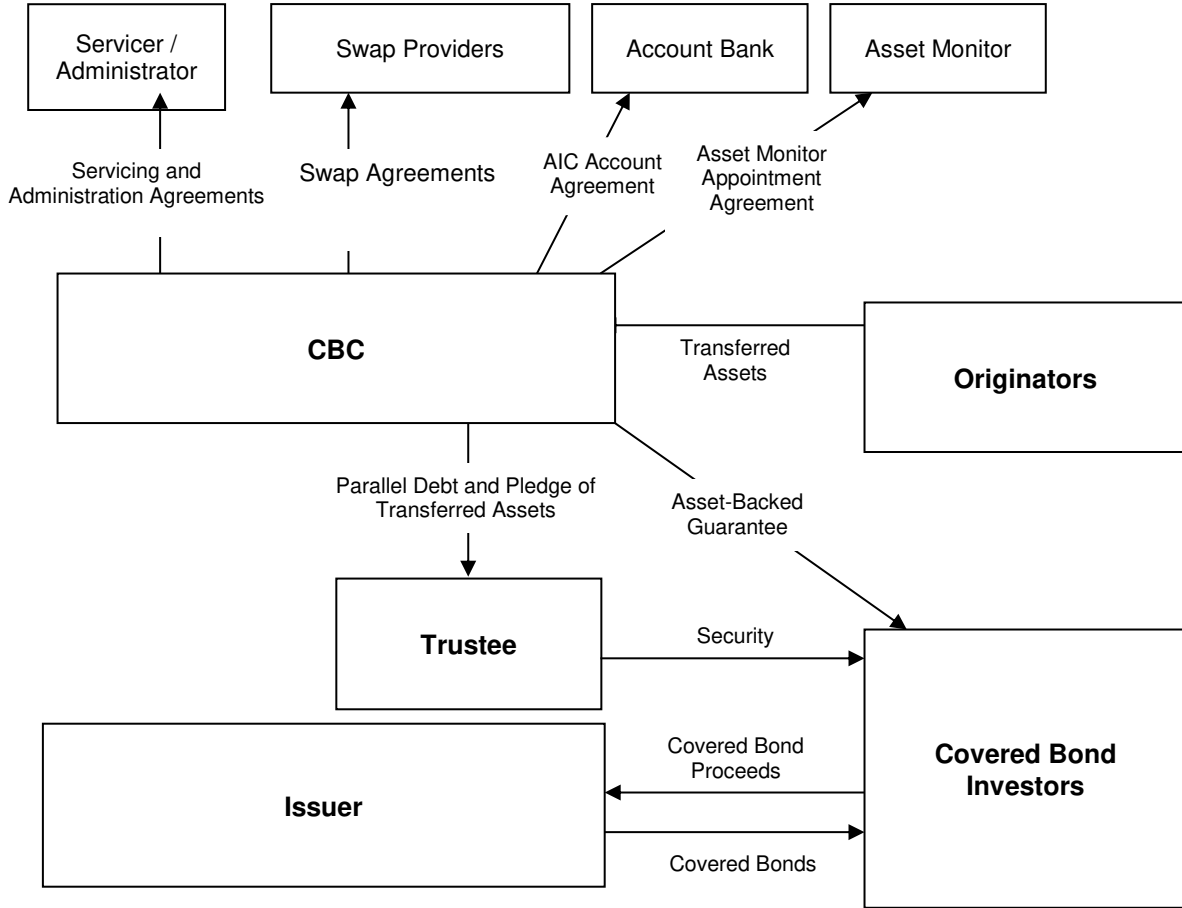 Servicer /
Administrator
Swap Providers
Account Bank
Asset Monitor
Servicing and
Administration Agreements
Swap Agreements
AIC Account
Agreement
Asset Monitor
Appointment
Agreement
CBC
Transferred
Assets
Originators
Parallel Debt and Pledge of
Transferred Assets
Asset-Backed
Guarantee
Trustee
Security
Covered Bond
Proceeds
Covered Bond
Investors
Issuer
Covered Bonds